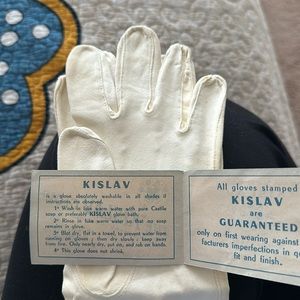 KISLAV
is a glove absolutely washable in all shades if
instructions are observed.
1° Wash in luke warm water with pure Castile
soap or preferably KISLAV glove bath.
2° Rinse in luke warm water so that no soap
remains in glove.
3° Blot dry, flat in a towel, to prevent water from
running on gloves; then dry slowly; keep away
from fire. Only nearly dry put on, and rub on hands.
4° This glove does not shrink.
All gloves stamped
KISLAV
are
GUARANTEED
only on first wearing against
facturers imperfections in
fit and finish.